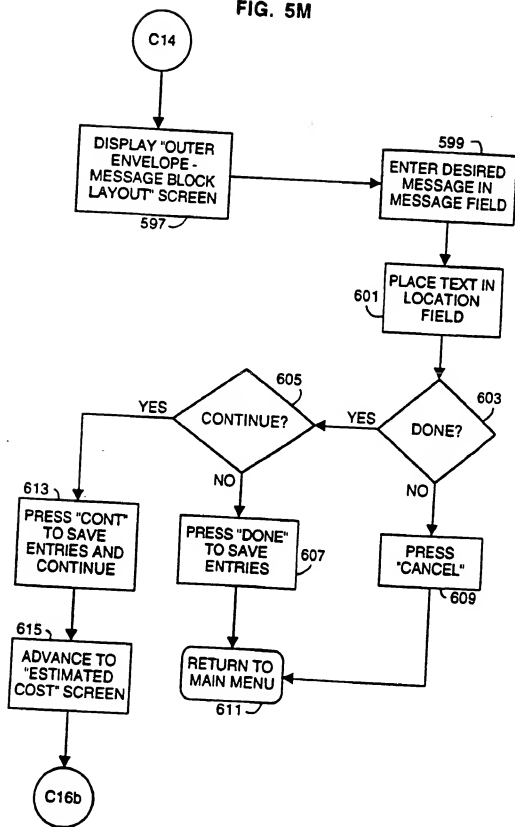 FIG. 5M
C14
DISPLAY "OUTER
ENVELOPE -
MESSAGE BLOCK
LAYOUT" SCREEN
597
599
ENTER DESIRED
MESSAGE IN
MESSAGE FIELD
601
PLACE TEXT IN
LOCATION
FIELD
603
DONE?
YES
NO
605
CONTINUE?
YES
NO
613
PRESS "CONT"
TO SAVE
ENTRIES AND
CONTINUE
PRESS "DONE"
TO SAVE
ENTRIES
607
PRESS
"CANCEL"
609
615
ADVANCE TO
"ESTIMATED
COST" SCREEN
RETURN TO
MAIN MENU
611
C16b